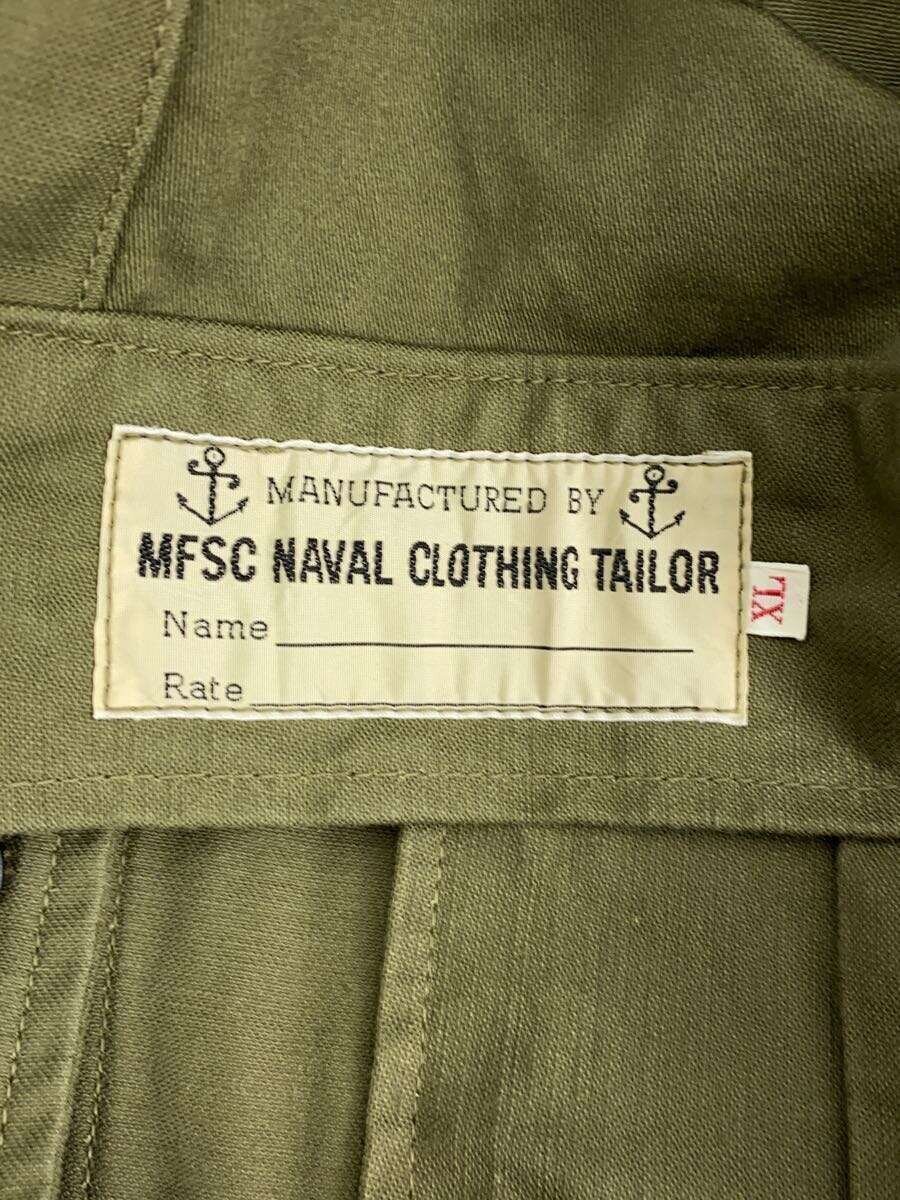 MANUFACTURED BY
MFSC NAVAL CLOTHING TAILOR
Name
Rate
XL